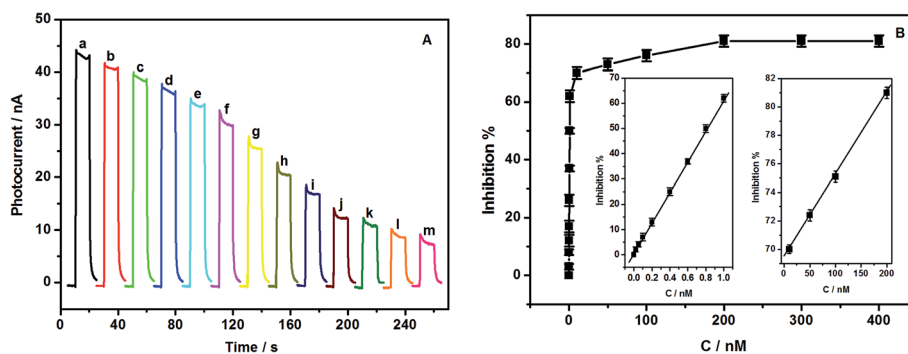 A
Photocurrent / nA
50
40
30
20
10
0
a
b
c
d
e
f
g
h
i
j
k
l
m
0 40 80 120 160 200 240
Time / s
B
Inhibition %
80
60
40
20
0
0 100 200 300 400
C / nM
Inhibition %
70
60
50
40
30
20
10
0
0.0 0.2 0.4 0.6 0.8 1.0
C / nM
Inhibition %
82
80
78
76
74
72
70
0 50 100 150 200
C / nM